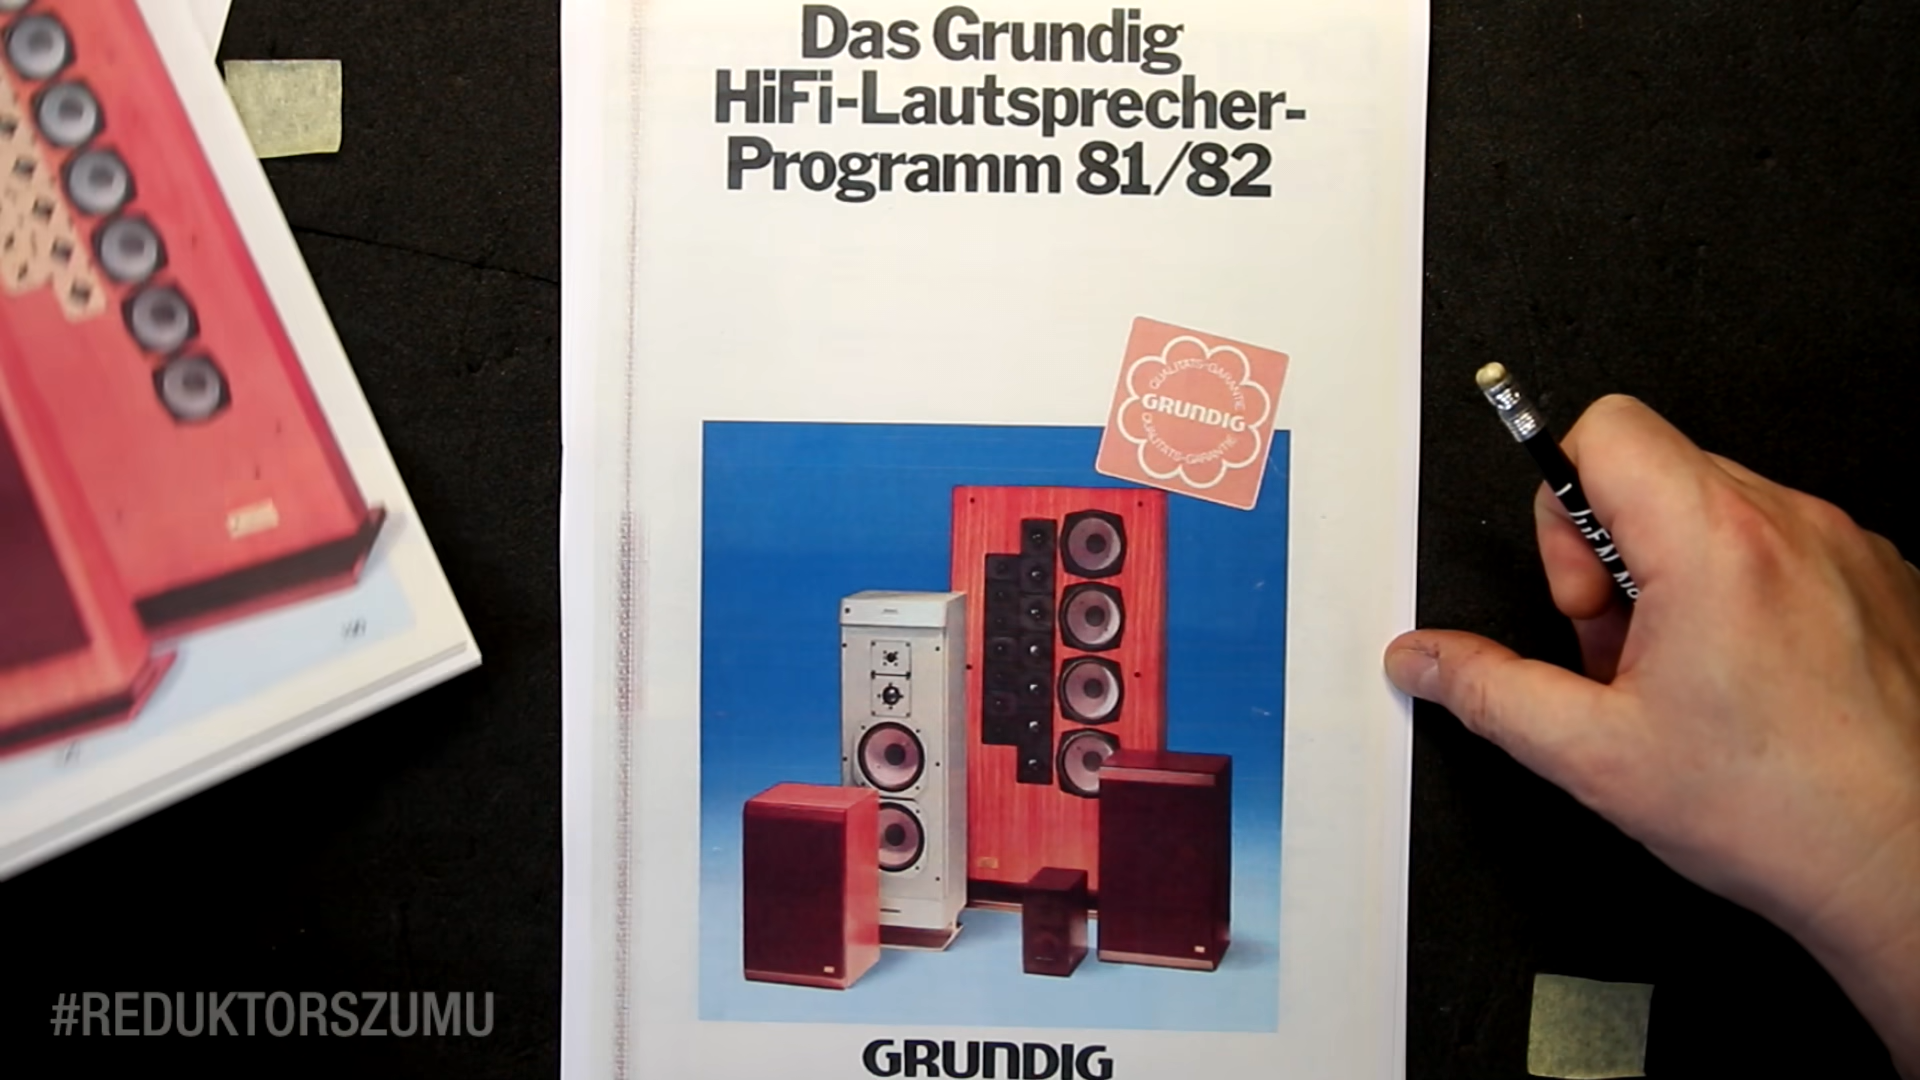 Das Grundig
HiFi-Lautsprecher-
Programm 81/82
QUALITÄTS-GARANTIE
GRUNDIG
QUALITÄTS-GARANTIE
GRUNDIG
#REDUKTORSZUMU